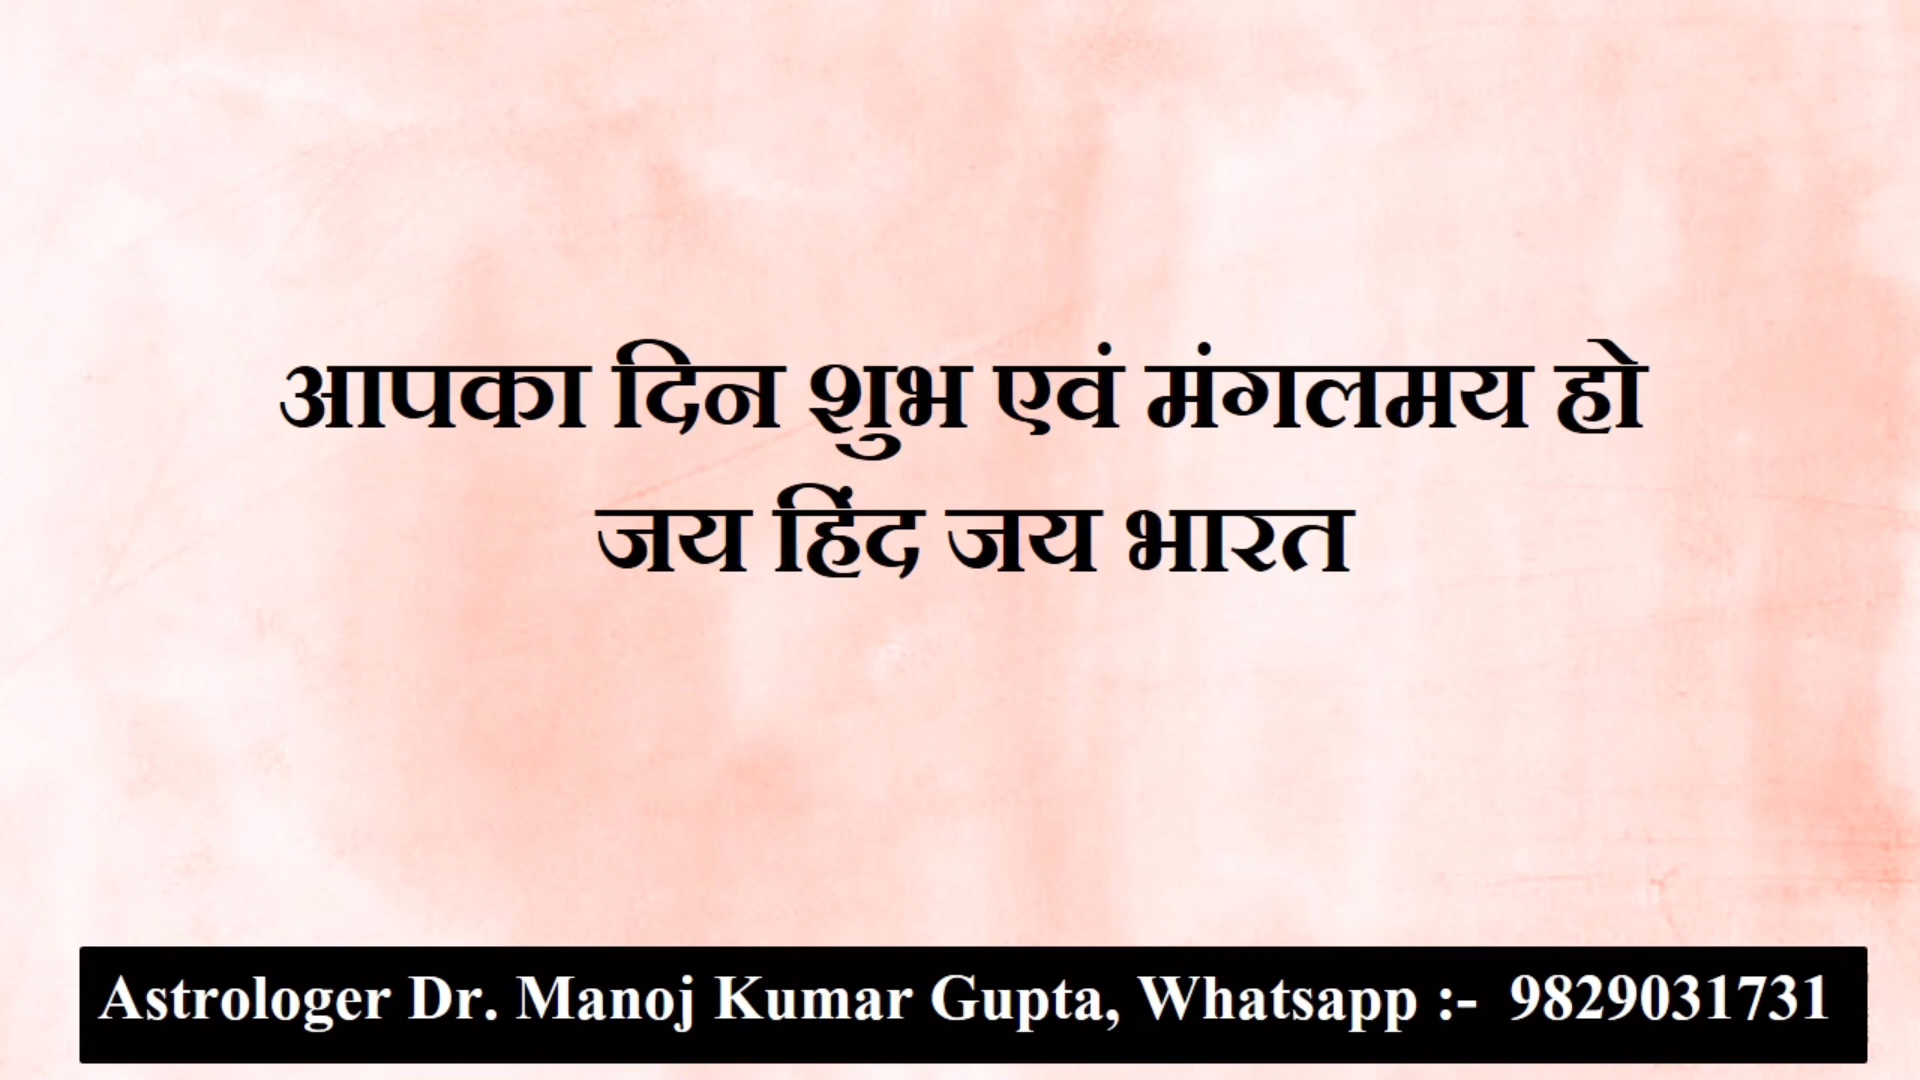 आपका दिन शुभ एवं मंगलमय हो
जय हिंद जय भारत
Astrologer Dr. Manoj Kumar Gupta, Whatsapp :-  9829031731